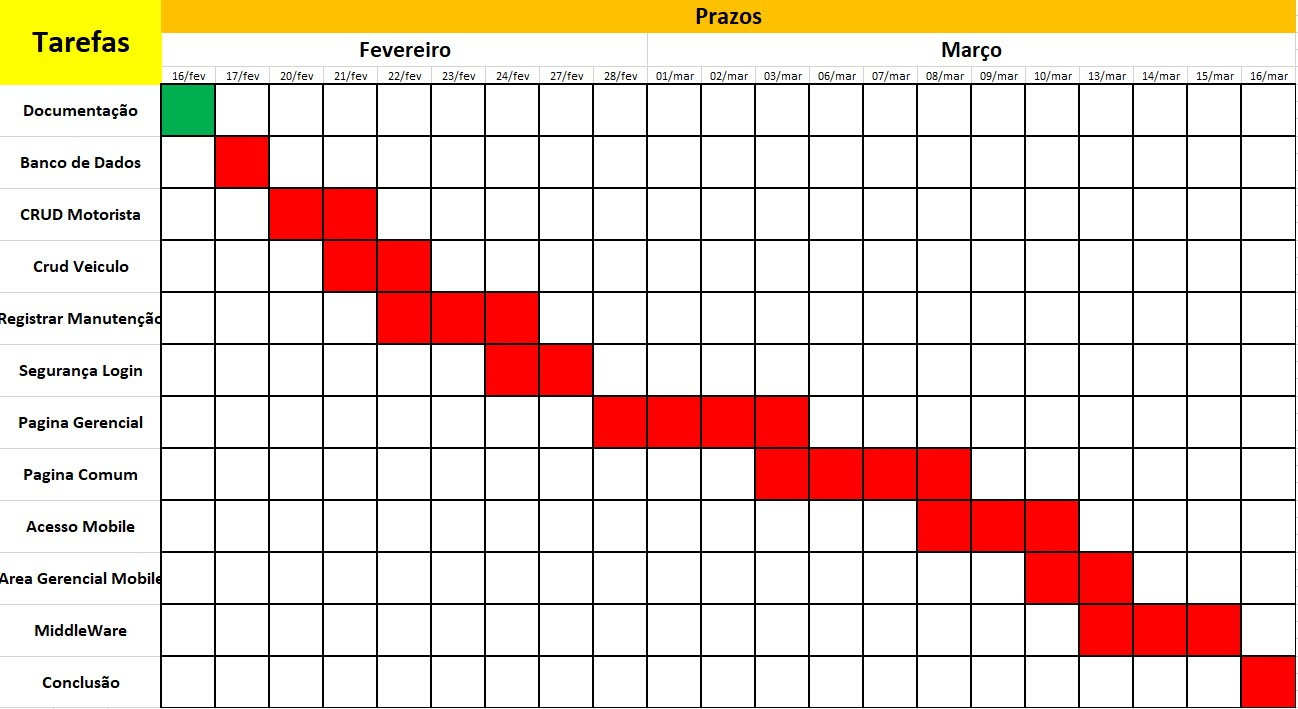 Tarefas
Prazos
Fevereiro Março
16/fev 17/fev 20/fev 21/fev 22/fev 23/fev 24/fev 27/fev 28/fev 01/mar 02/mar 03/mar 06/mar 07/mar 08/mar 09/mar 10/mar 13/mar 14/mar 15/mar 16/mar
Documentação
Banco de Dados
CRUD Motorista
Crud Veiculo
Registrar Manutenção
Segurança Login
Pagina Gerencial
Pagina Comum
Acesso Mobile
Area Gerencial Mobile
MiddleWare
Conclusão